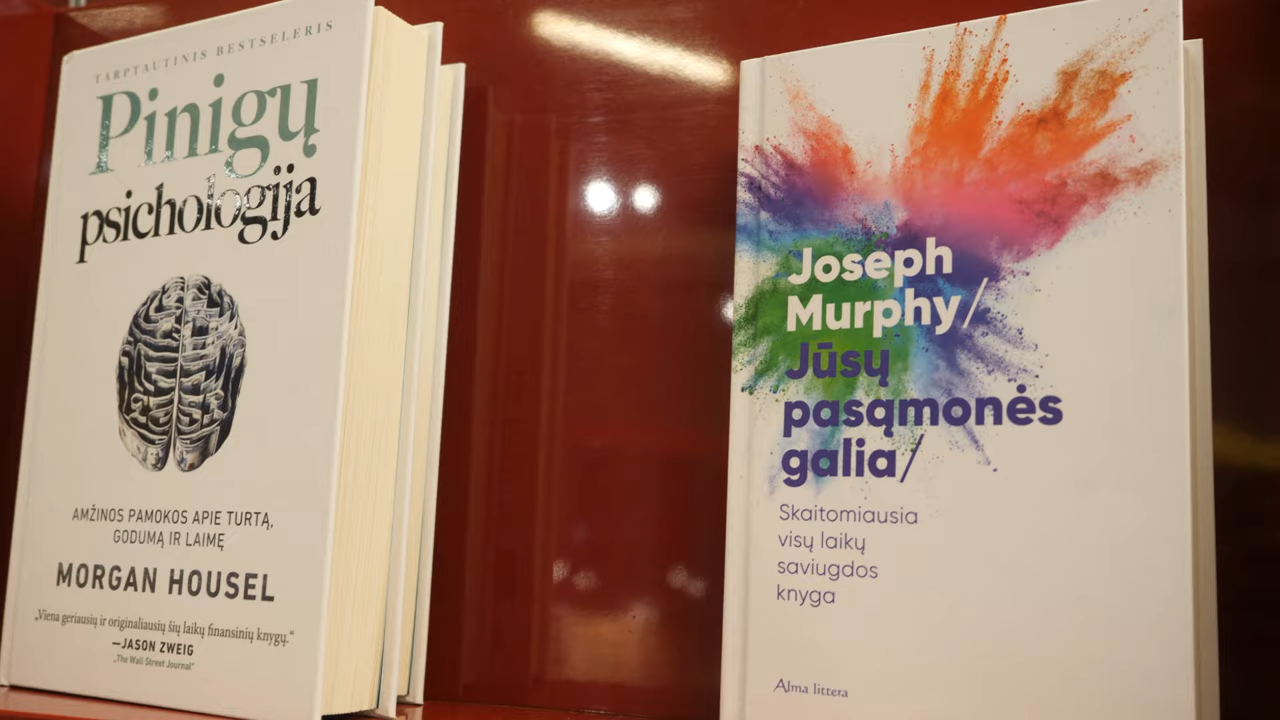 TARPTAUTINIS BESTSELERIS
Pinigų
psichologija
AMŽINOS PAMOKOS APIE TURTĄ,
GODUMĄ IR LAIMĘ
MORGAN HOUSEL
„Viena geriausių ir originaliausių šių laikų finansinių knygų.“
—JASON ZWEIG
„The Wall Street Journal“
Joseph
Murphy/
Jūsų
pasąmonės
galia/
Skaitomiausia
visų laikų
saviugdos
knyga
Alma littera